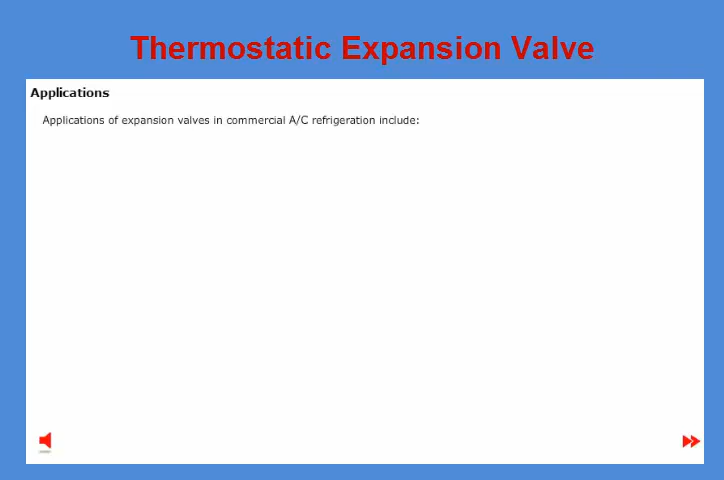 Thermostatic Expansion Valve
Applications
Applications of expansion valves in commercial A/C refrigeration include: